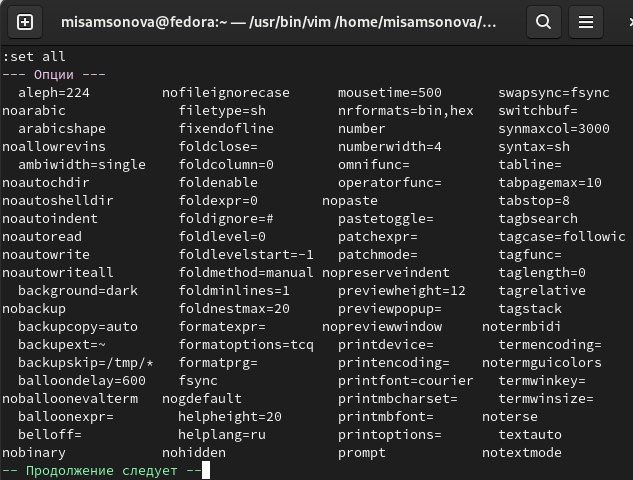 misamsonova@fedora:~ — /usr/bin/vim /home/misamsonova/…
:set all
--- Опции ---
  aleph=224         nofileignorecase      mousetime=500       swapsync=fsync
noarabic              filetype=sh         nrformats=bin,hex   switchbuf=
  arabicshape         fixendofline        number              synmaxcol=3000
noallowrevins         foldclose=          numberwidth=4       syntax=sh
  ambiwidth=single    foldcolumn=0        omnifunc=           tabline=
noautochdir           foldenable          operatorfunc=       tabpagemax=10
noautoshelldir        foldexpr=0        nopaste               tabstop=8
noautoindent          foldignore=#        pastetoggle=        tagbsearch
noautoread            foldlevel=0         patchexpr=          tagcase=followic
noautowrite           foldlevelstart=-1   patchmode=          tagfunc=
noautowriteall        foldmethod=manual nopreserveindent      taglength=0
  background=dark     foldminlines=1      previewheight=12    tagrelative
nobackup              foldnestmax=20      previewpopup=       tagstack
  backupcopy=auto     formatexpr=       nopreviewwindow     notermbidi
  backupext=~         formatoptions=tcq   printdevice=        termencoding=
  backupskip=/tmp/*   formatprg=          printencoding=    notermguicolors
  balloondelay=600    fsync               printfont=courier   termwinkey=
noballoonevalterm   nogdefault            printmbcharset=     termwinsize=
  balloonexpr=        helpheight=20       printmbfont=      noterse
  belloff=            helplang=ru         printoptions=       textauto
nobinary            nohidden              prompt            notextmode
-- Продолжение следует --